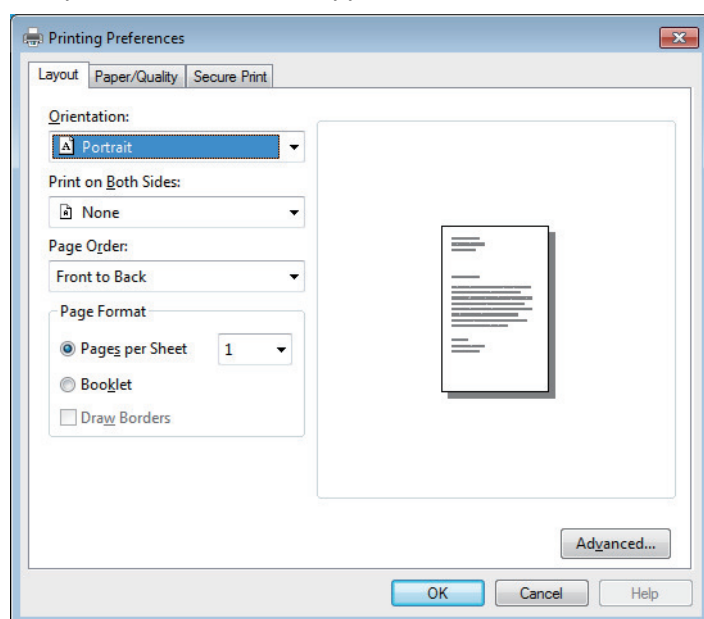 Printing Preferences
Layout Paper/Quality Secure Print
Orientation:
A Portrait
Print on Both Sides:
None
Page Order:
Front to Back
Page Format
Pages per Sheet 1
Booklet
Draw Borders
Advanced...
OK Cancel Help